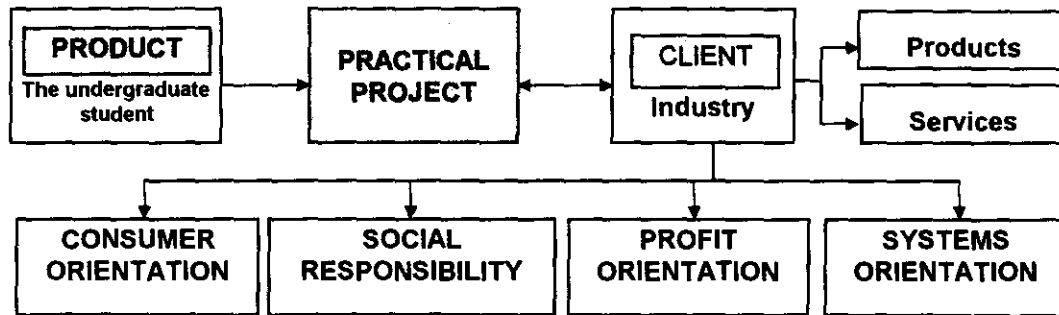 PRODUCT
The undergraduate
student
PRACTICAL
PROJECT
CLIENT
Industry
Products
Services
CONSUMER
ORIENTATION
SOCIAL
RESPONSIBILITY
PROFIT
ORIENTATION
SYSTEMS
ORIENTATION